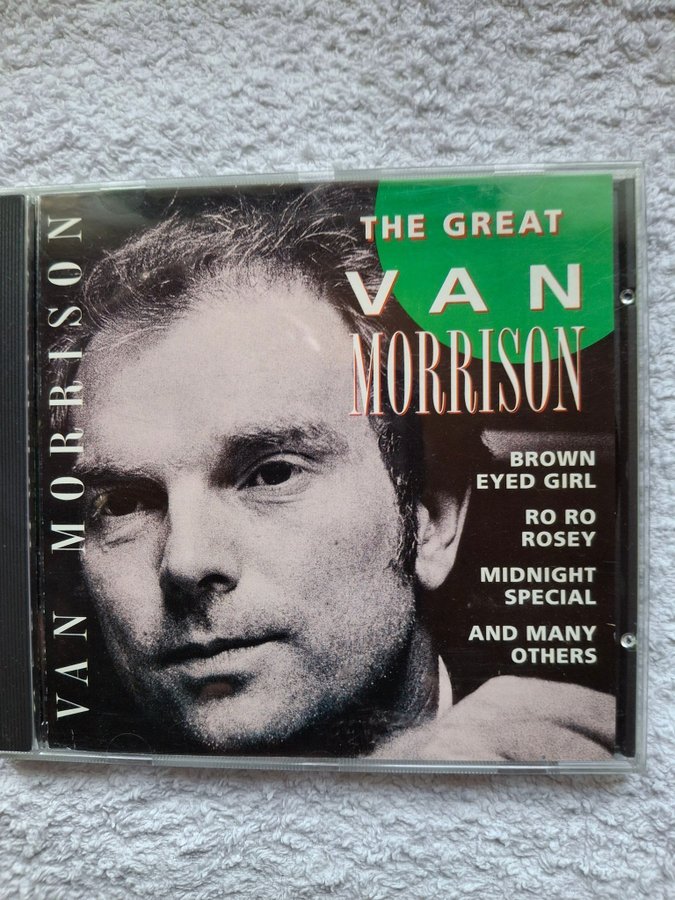 VAN MORRISON
THE GREAT
VAN
MORRISON
BROWN
EYED GIRL
RO RO
ROSEY
MIDNIGHT
SPECIAL
AND MANY
OTHERS